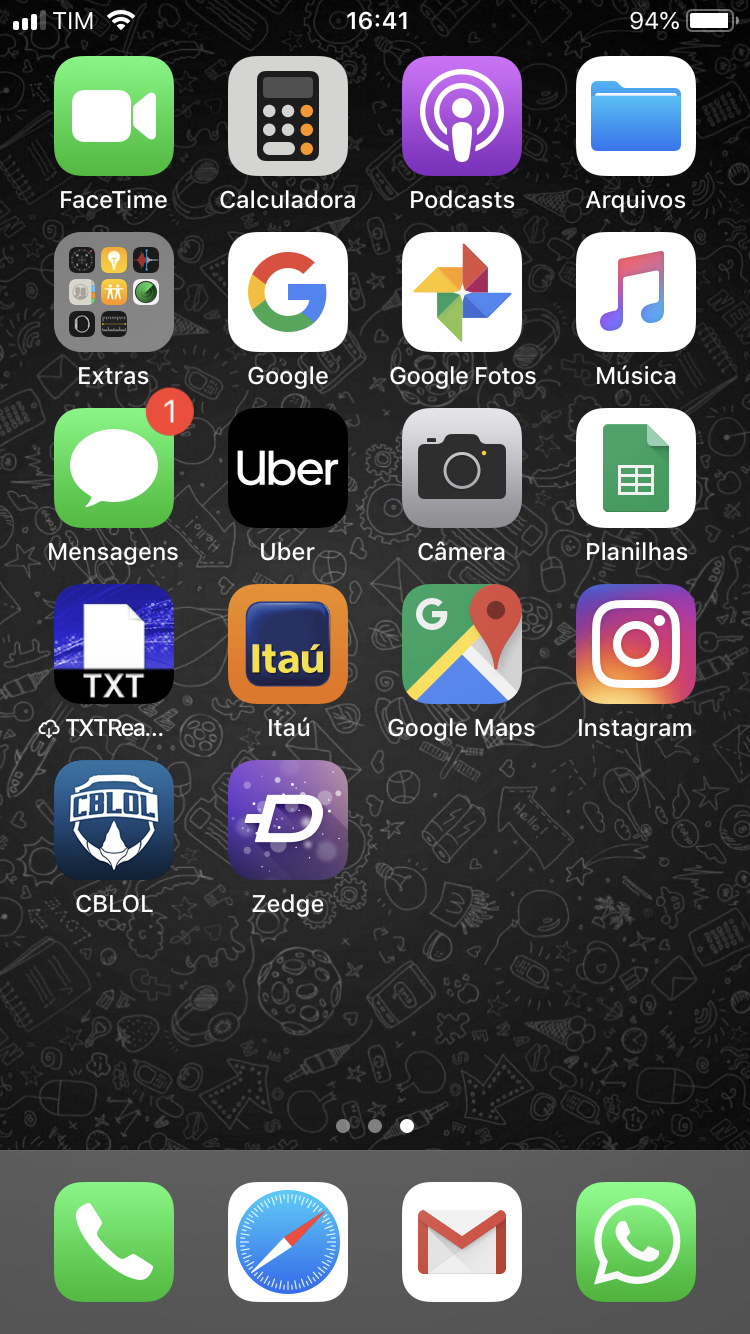 TIM 16:41 94%
FaceTime Calculadora Podcasts Arquivos
Extras Google Google Fotos Música
1
Uber
Mensagens Uber Câmera Planilhas
TXT Itaú G
TXTRea... Itaú Google Maps Instagram
CBLOL
CBLOL Zedge
Hello!